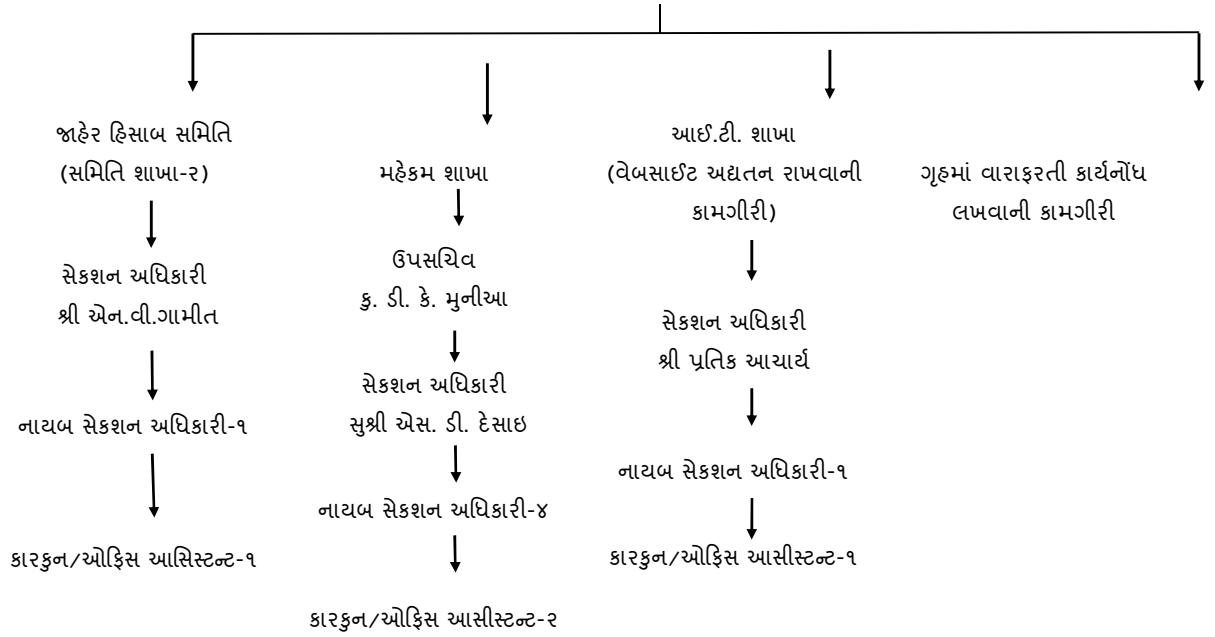 જાહેર હિસાબ સમિતિ
(સમિતિ શાખા-૨)
સેકશન અધિકારી
શ્રી એન.વી.ગામીત
નાયબ સેકશન અધિકારી-૧
કારકુન/ઓફિસ આસિસ્ટન્ટ-૧
મહેકમ શાખા
ઉપસચિવ
કુ. ડી. કે. મુનીઆ
સેકશન અધિકારી
સુશ્રી એસ. ડી. દેસાઇ
નાયબ સેકશન અધિકારી-૪
કારકુન/ઓફિસ આસીસ્ટન્ટ-૨
આઈ.ટી. શાખા
(વેબસાઈટ અદ્યતન રાખવાની
કામગીરી)
સેકશન અધિકારી
શ્રી પ્રતિક આચાર્ય
નાયબ સેકશન અધિકારી-૧
કારકુન/ઓફિસ આસીસ્ટન્ટ-૧
ગૃહમાં વારાફરતી કાર્યનોંધ
લખવાની કામગીરી